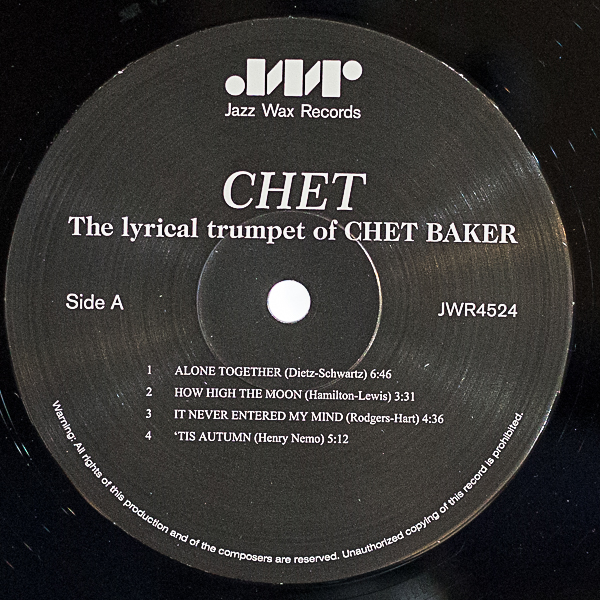 JWR
Jazz Wax Records
CHET
The lyrical trumpet of CHET BAKER
Side A
JWR4524
1 ALONE TOGETHER (Dietz-Schwartz) 6:46
2 HOW HIGH THE MOON (Hamilton-Lewis) 3:31
3 IT NEVER ENTERED MY MIND (Rodgers-Hart) 4:36
4 ‘TIS AUTUMN (Henry Nemo) 5:12
Warning: All rights of this production and of the composers are reserved. Unauthorized copying of this record is prohibited.